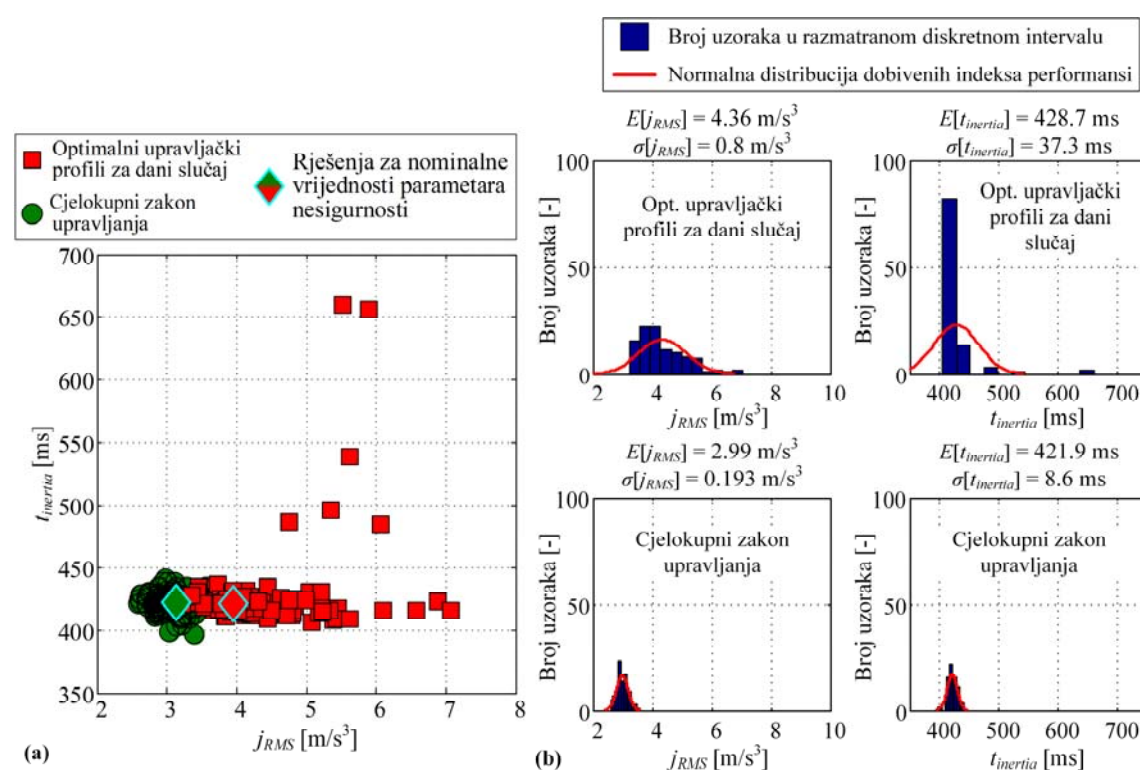 Optimalni upravljački
profili za dani slučaj
Cjelokupni zakon
upravljanja
Rješenja za nominalne
vrijednosti parametara
nesigurnosti
700
650
600
550
500
450
400
350
2 3 4 5 6 7 8
t_inertia [ms]
j_RMS [m/s³]
(a)
Broj uzoraka u razmatranom diskretnom intervalu
Normalna distribucija dobivenih indeksa performansi
E[j_RMS] = 4.36 m/s³
σ[j_RMS] = 0.8 m/s³
100
50
0
Broj uzoraka [-]
Opt. upravljački
profili za dani slučaj
2 4 6 8 10
j_RMS [m/s³]
E[t_inertia] = 428.7 ms
σ[t_inertia] = 37.3 ms
100
50
0
Broj uzoraka [-]
Opt. upravljački
profili za dani
slučaj
400 500 600 700
t_inertia [ms]
E[j_RMS] = 2.99 m/s³
σ[j_RMS] = 0.193 m/s³
100
50
0
Broj uzoraka [-]
Cjelokupni zakon
upravljanja
2 4 6 8 10
j_RMS [m/s³]
E[t_inertia] = 421.9 ms
σ[t_inertia] = 8.6 ms
100
50
0
Broj uzoraka [-]
Cjelokupni zakon
upravljanja
400 500 600 700
t_inertia [ms]
(b)